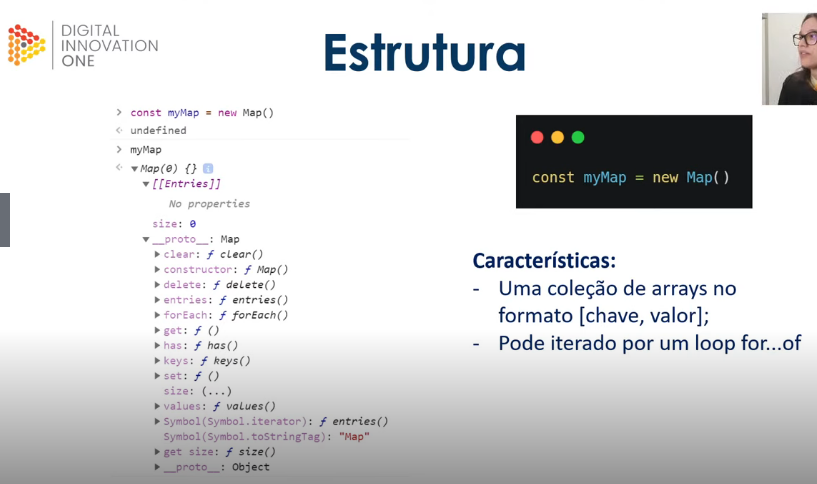 DIGITAL
INNOVATION
ONE
Estrutura
> const myMap = new Map()
< undefined
> myMap
< ▼Map(0) {} i
▼[[Entries]]
No properties
size: 0
▼__proto__: Map
▶clear: ƒ clear()
▶constructor: ƒ Map()
▶delete: ƒ delete()
▶entries: ƒ entries()
▶forEach: ƒ forEach()
▶get: ƒ ()
▶has: ƒ has()
▶keys: ƒ keys()
▶set: ƒ ()
size: (...)
▶values: ƒ values()
▶Symbol(Symbol.iterator): ƒ entries()
Symbol(Symbol.toStringTag): "Map"
▶get size: ƒ size()
▶__proto__: Object
const myMap = new Map()
Características:
- Uma coleção de arrays no
formato [chave, valor];
- Pode iterado por um loop for...of